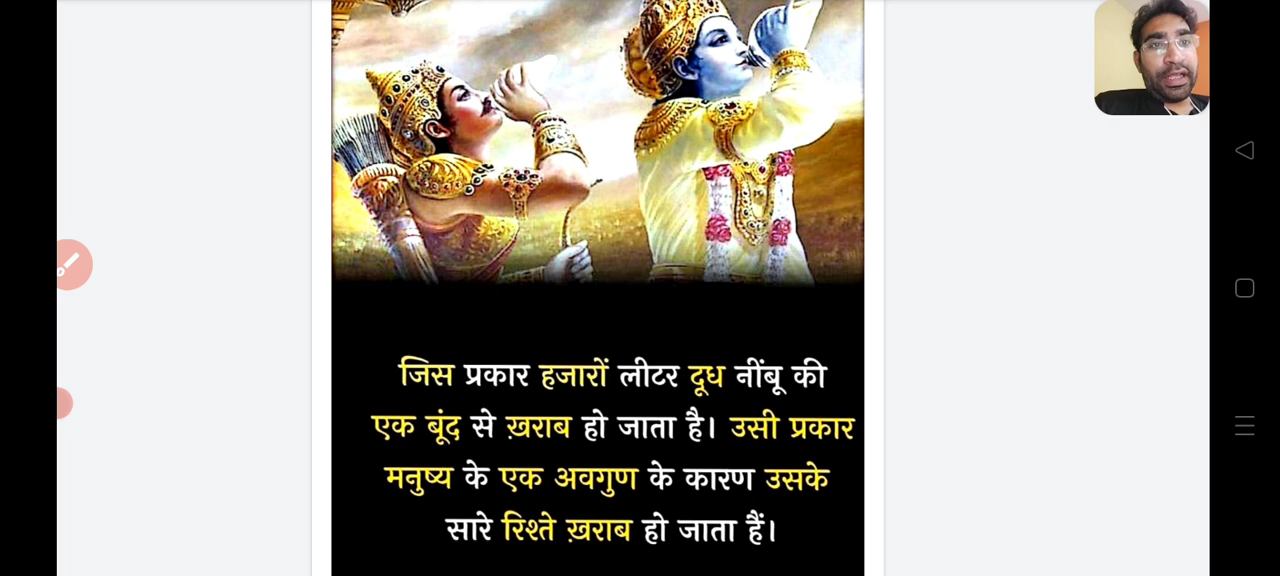 जिस प्रकार हजारों लीटर दूध नींबू की
एक बूंद से ख़राब हो जाता है। उसी प्रकार
मनुष्य के एक अवगुण के कारण उसके
सारे रिश्ते ख़राब हो जाता हैं।